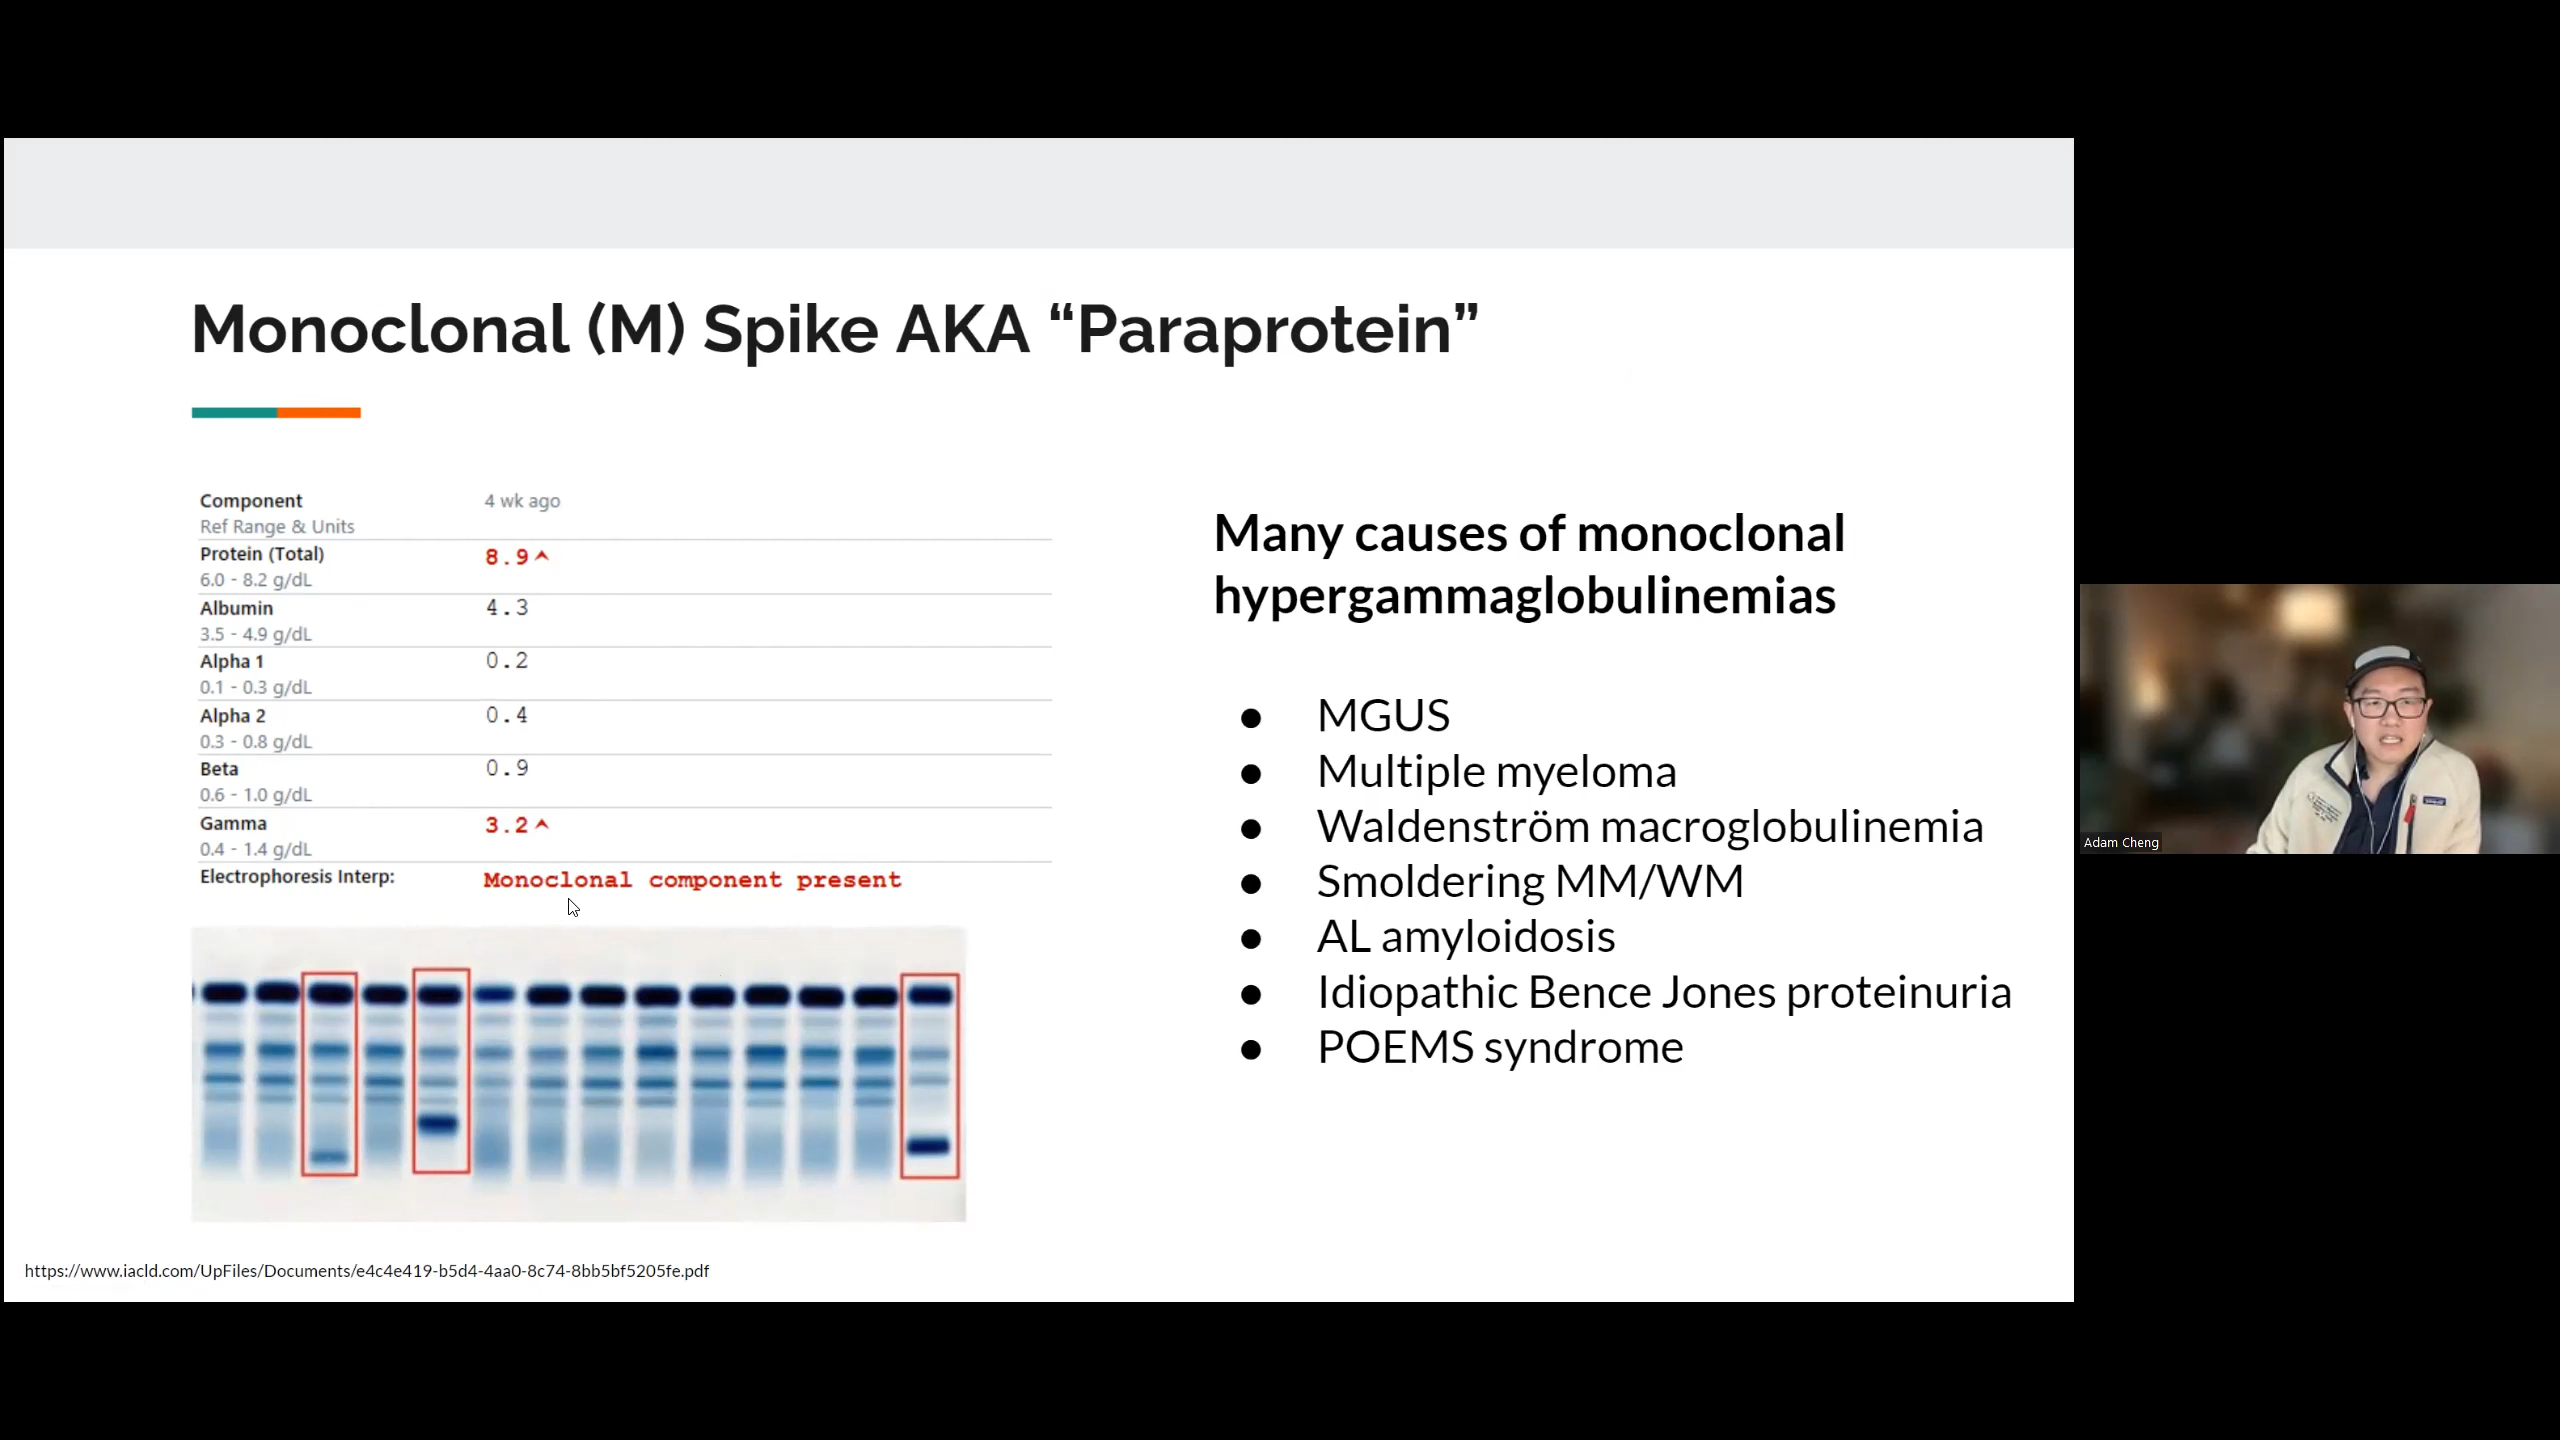 Monoclonal (M) Spike AKA “Paraprotein”
Component 4 wk ago
Ref Range & Units
Protein (Total) 8.9
6.0 - 8.2 g/dL
Albumin 4.3
3.5 - 4.9 g/dL
Alpha 1 0.2
0.1 - 0.3 g/dL
Alpha 2 0.4
0.3 - 0.8 g/dL
Beta 0.9
0.6 - 1.0 g/dL
Gamma 3.2
0.4 - 1.4 g/dL
Electrophoresis Interp: Monoclonal component present
Many causes of monoclonal
hypergammaglobulinemias
● MGUS
● Multiple myeloma
● Waldenström macroglobulinemia
● Smoldering MM/WM
● AL amyloidosis
● Idiopathic Bence Jones proteinuria
● POEMS syndrome
https://www.iacld.com/UpFiles/Documents/e4c4e419-b5d4-4aa0-8c74-8bb5bf5205fe.pdf
Adam Cheng